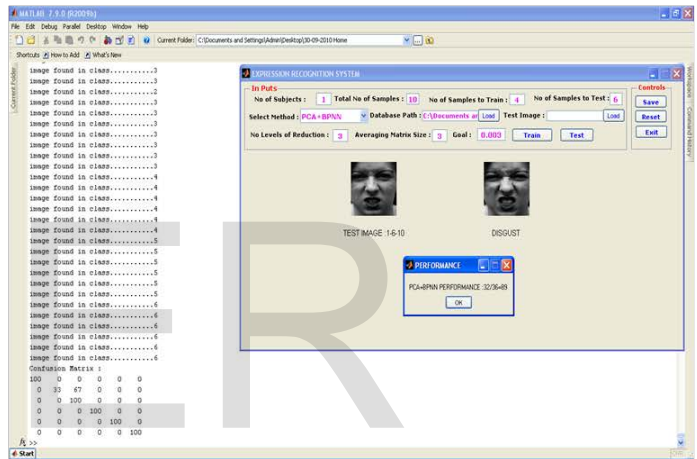 MATLAB 7.9.0 (R2009b)
File Edit Debug Parallel Desktop Window Help
Current Folder: C:\Documents and Settings\Admin\Desktop\30-09-2010 Home
Shortcuts How to Add What's New
Current Folder
Workspace
Command History
image found in class...........3
image found in class...........3
image found in class...........2
image found in class...........3
image found in class...........3
image found in class...........3
image found in class...........3
image found in class...........3
image found in class...........3
image found in class...........3
image found in class...........4
image found in class...........4
image found in class...........4
image found in class...........4
image found in class...........4
image found in class...........4
image found in class...........5
image found in class...........5
image found in class...........5
image found in class...........5
image found in class...........5
image found in class...........5
image found in class...........6
image found in class...........6
image found in class...........6
image found in class...........6
image found in class...........6
image found in class...........6
Confusion Matrix :
100 0 0 0 0 0
0 33 67 0 0 0
0 0 100 0 0 0
0 0 0 100 0 0
0 0 0 0 100 0
0 0 0 0 0 100
fx >>
Start
EXPRESSION RECOGNITION SYSTEM
In Puts
No of Subjects : 1 Total No of Samples : 10 No of Samples to Train : 4 No of Samples to Test : 6
Select Method : PCA+BPNN Database Path : C:\Documents ar Load Test Image : Load
No Levels of Reduction : 3 Averaging Matrix Size : 3 Goal : 0.003 Train Test
Controls
Save
Reset
Exit
TEST IMAGE :1-6-10 DISGUST
PERFORMANCE
PCA+BPNN PERFORMANCE :32/36=89
OK
ER